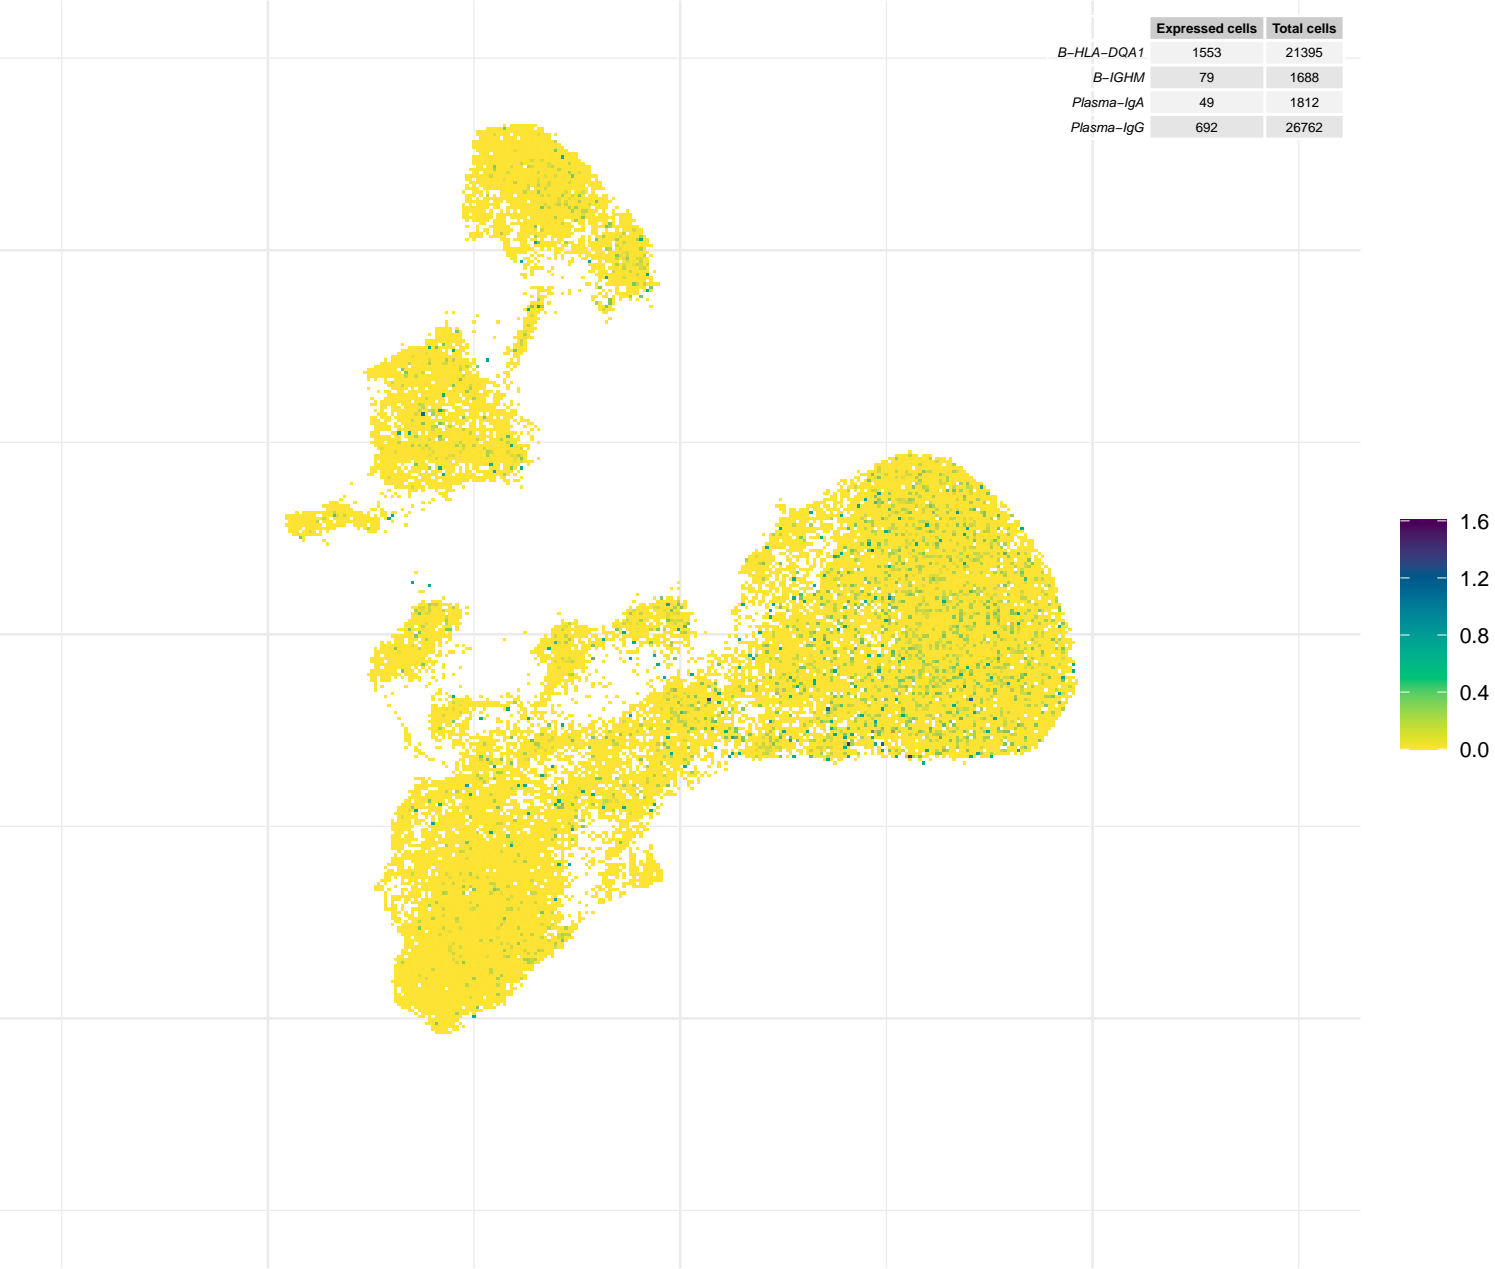 Expressed cells Total cells
B−HLA−DQA1 1553 21395
B−IGHM 79 1688
Plasma−IgA 49 1812
Plasma−IgG 692 26762
1.6
1.2
0.8
0.4
0.0